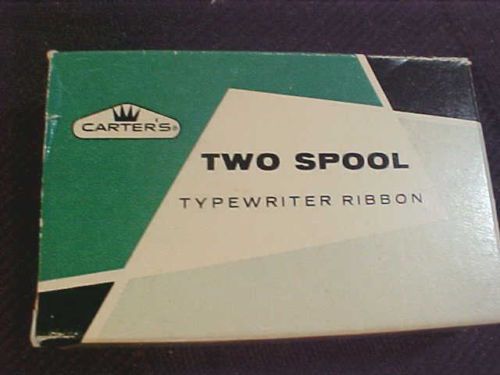 CARTER'S®
TWO SPOOL
TYPEWRITER RIBBON